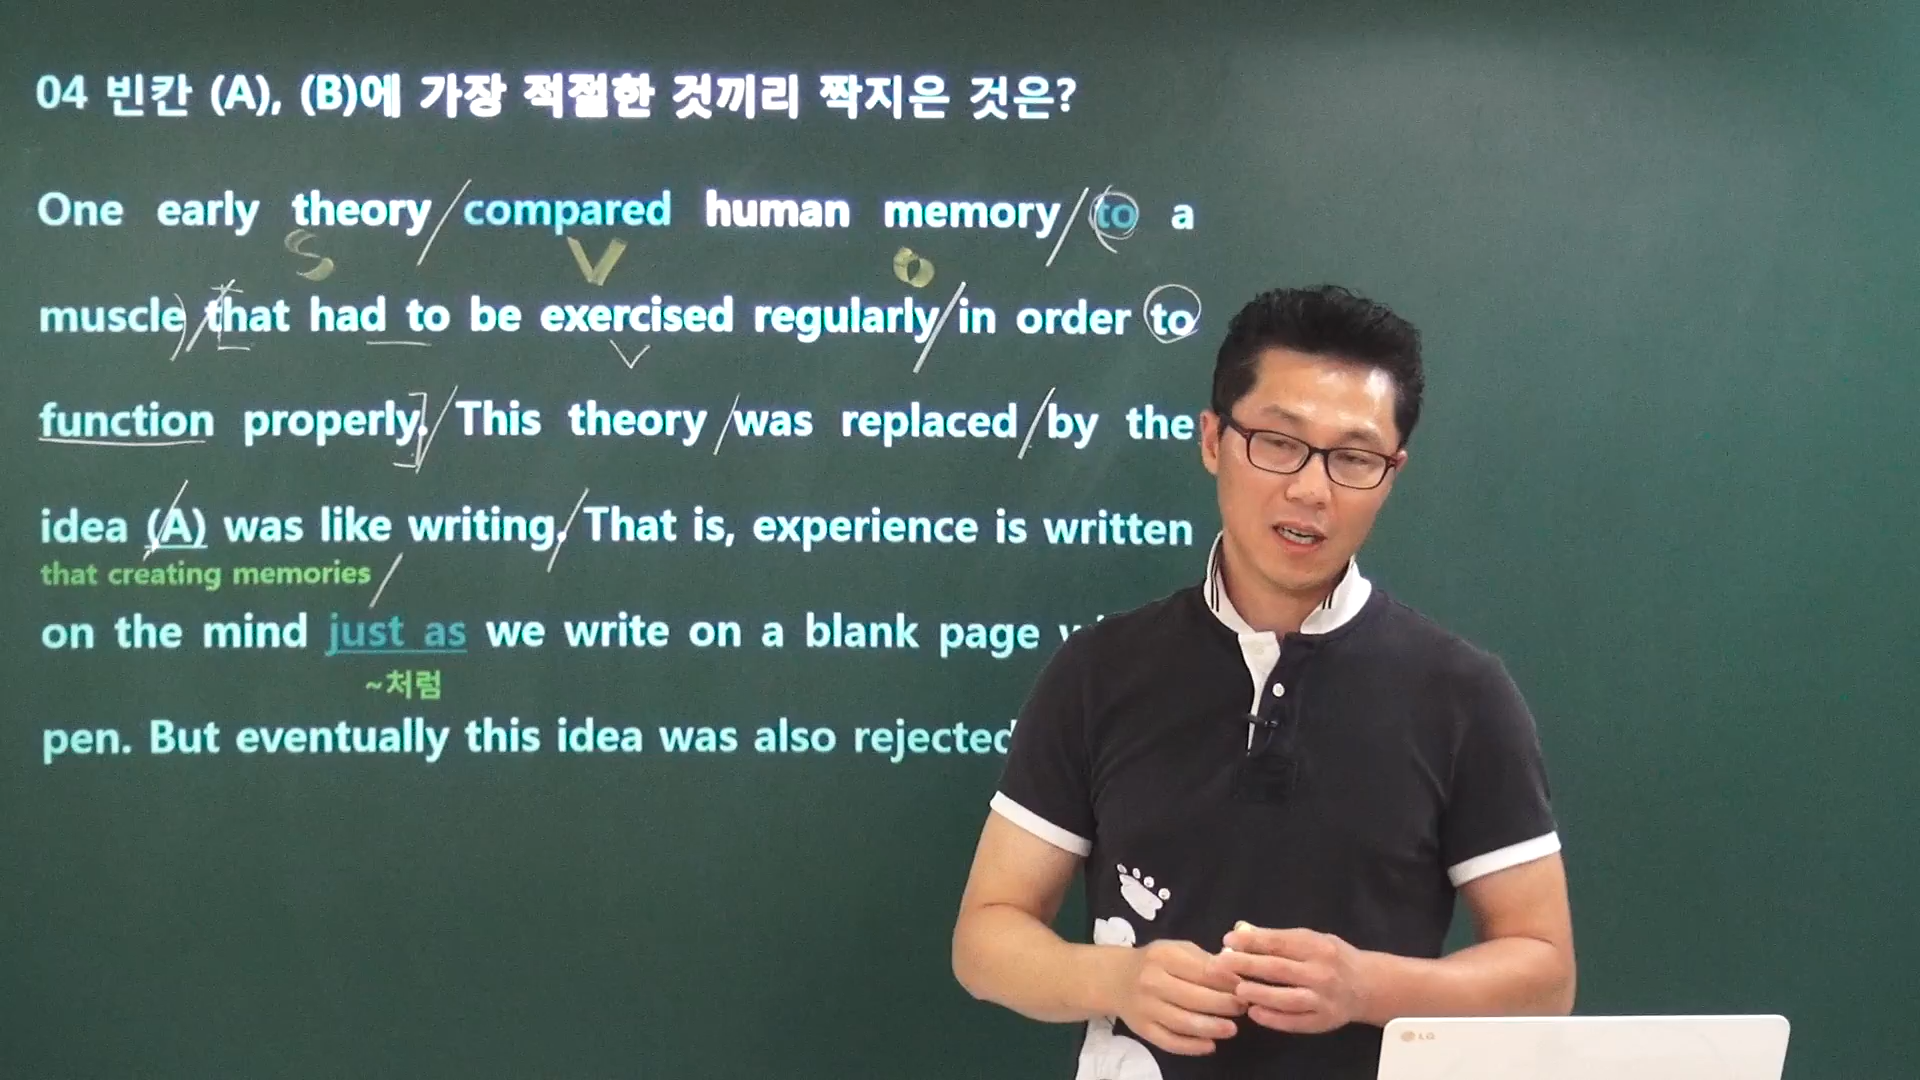 04 빈칸 (A), (B)에 가장 적절한 것끼리 짝지은 것은?
One early theory compared human memory to a
S V O
muscle that had to be exercised regularly in order to
function properly. This theory was replaced by the
idea (A) was like writing. That is, experience is written
that creating memories
on the mind just as we write on a blank page
~처럼
pen. But eventually this idea was also rejected
LG